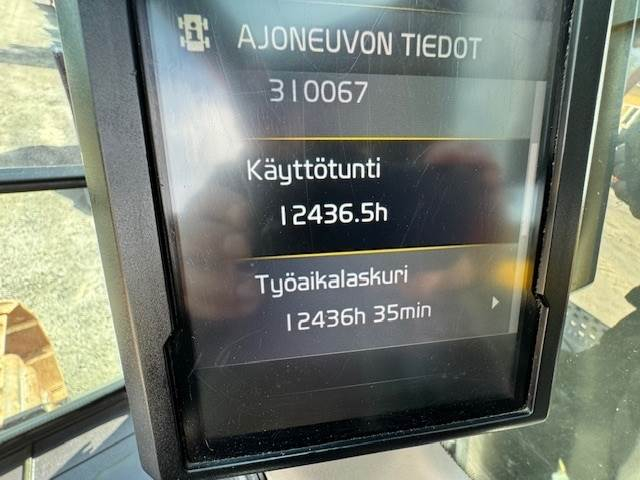 AJONEUVON TIEDOT
310067
Käyttötunti
12436.5h
Työaikalaskuri
12436h 35min